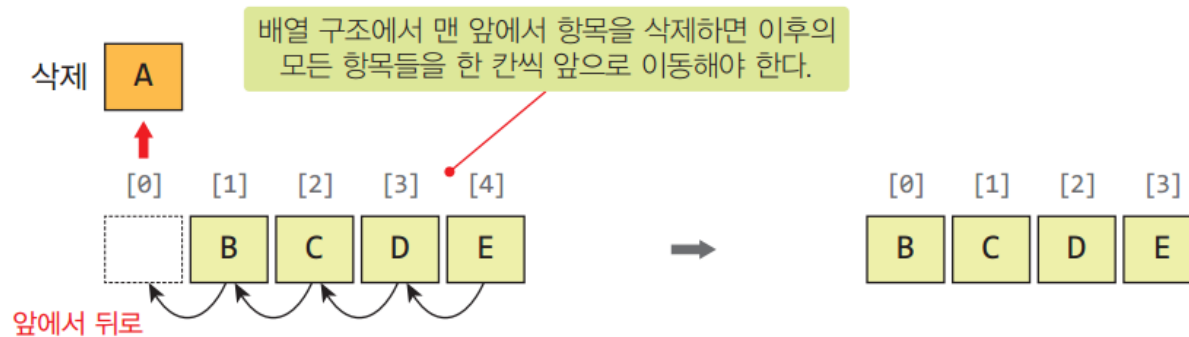 배열 구조에서 맨 앞에서 항목을 삭제하면 이후의
모든 항목들을 한 칸씩 앞으로 이동해야 한다.
삭제 A
[0] [1] [2] [3] [4]
B C D E
앞에서 뒤로
[0] [1] [2] [3]
B C D E